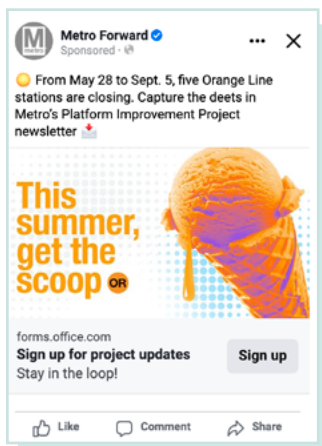 M
metro
Metro Forward
Sponsored ·
From May 28 to Sept. 5, five Orange Line
stations are closing. Capture the deets in
Metro's Platform Improvement Project
newsletter
This
summer,
get the
scoop OR
forms.office.com
Sign up for project updates
Sign up
Stay in the loop!
Like
Comment
Share